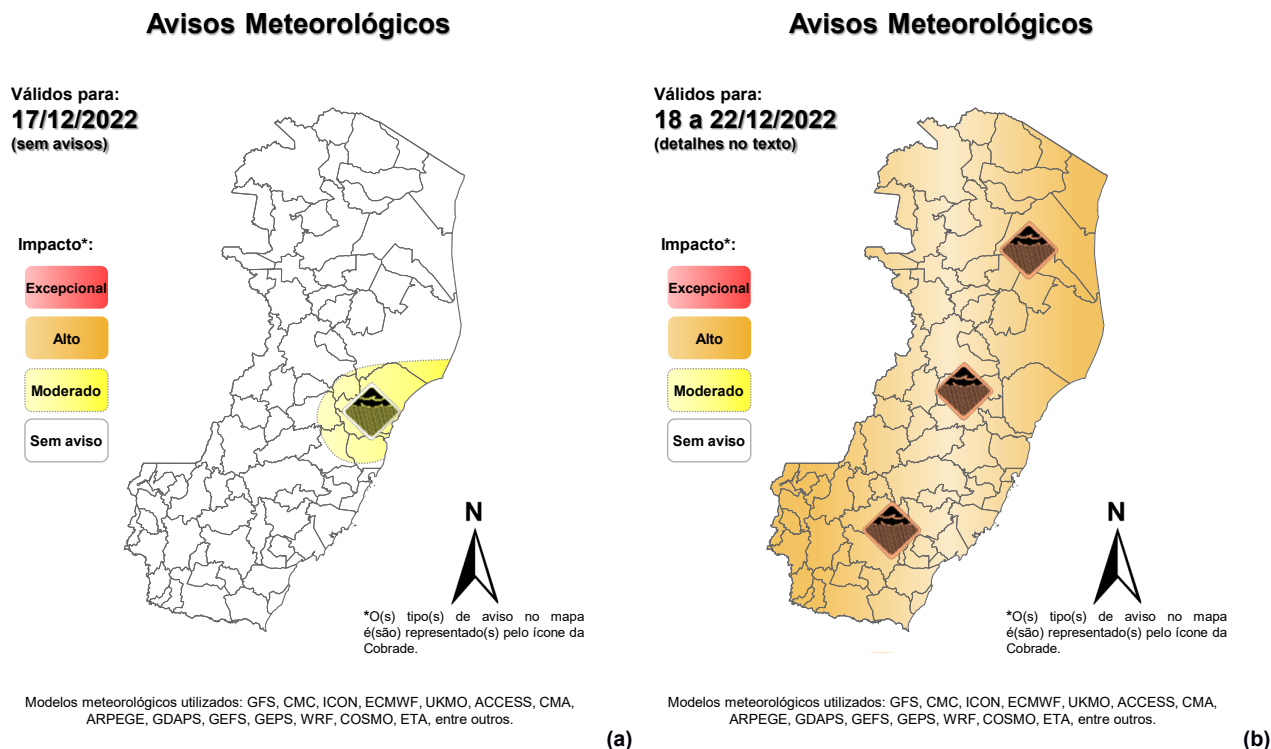 Avisos Meteorológicos
Válidos para:
17/12/2022
(sem avisos)
Impacto*:
Excepcional
Alto
Moderado
Sem aviso
N
*O(s) tipo(s) de aviso no mapa
é(são) representado(s) pelo ícone da
Cobrade.
Modelos meteorológicos utilizados: GFS, CMC, ICON, ECMWF, UKMO, ACCESS, CMA,
ARPEGE, GDAPS, GEFS, GEPS, WRF, COSMO, ETA, entre outros.
(a)
Avisos Meteorológicos
Válidos para:
18 a 22/12/2022
(detalhes no texto)
Impacto*:
Excepcional
Alto
Moderado
Sem aviso
N
*O(s) tipo(s) de aviso no mapa
é(são) representado(s) pelo ícone da
Cobrade.
Modelos meteorológicos utilizados: GFS, CMC, ICON, ECMWF, UKMO, ACCESS, CMA,
ARPEGE, GDAPS, GEFS, GEPS, WRF, COSMO, ETA, entre outros.
(b)